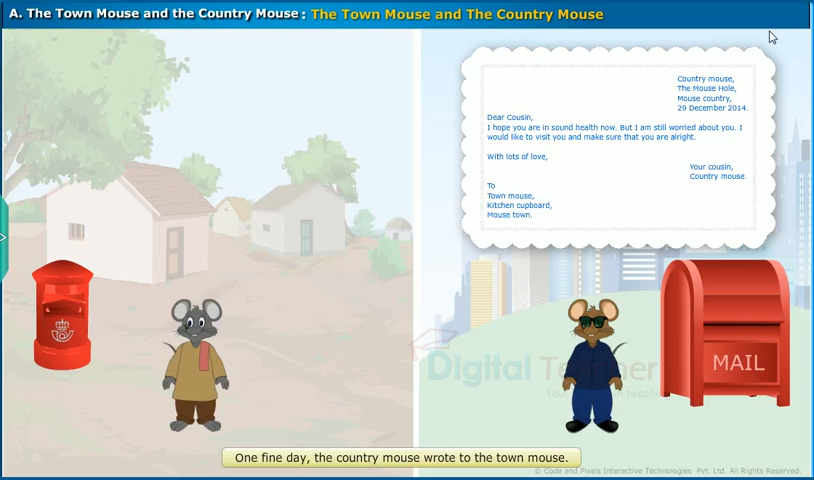 A. The Town Mouse and the Country Mouse : The Town Mouse and The Country Mouse
Country mouse,
The Mouse Hole,
Mouse country,
29 December 2014.
Dear Cousin,
I hope you are in sound health now. But I am still worried about you. I
would like to visit you and make sure that you are alright.
With lots of love,
Your cousin,
Country mouse.
To
Town mouse,
Kitchen cupboard,
Mouse town.
MAIL
Digital
One fine day, the country mouse wrote to the town mouse.
© Code and Pixels Interactive Technologies Pvt. Ltd. All Rights Reserved.